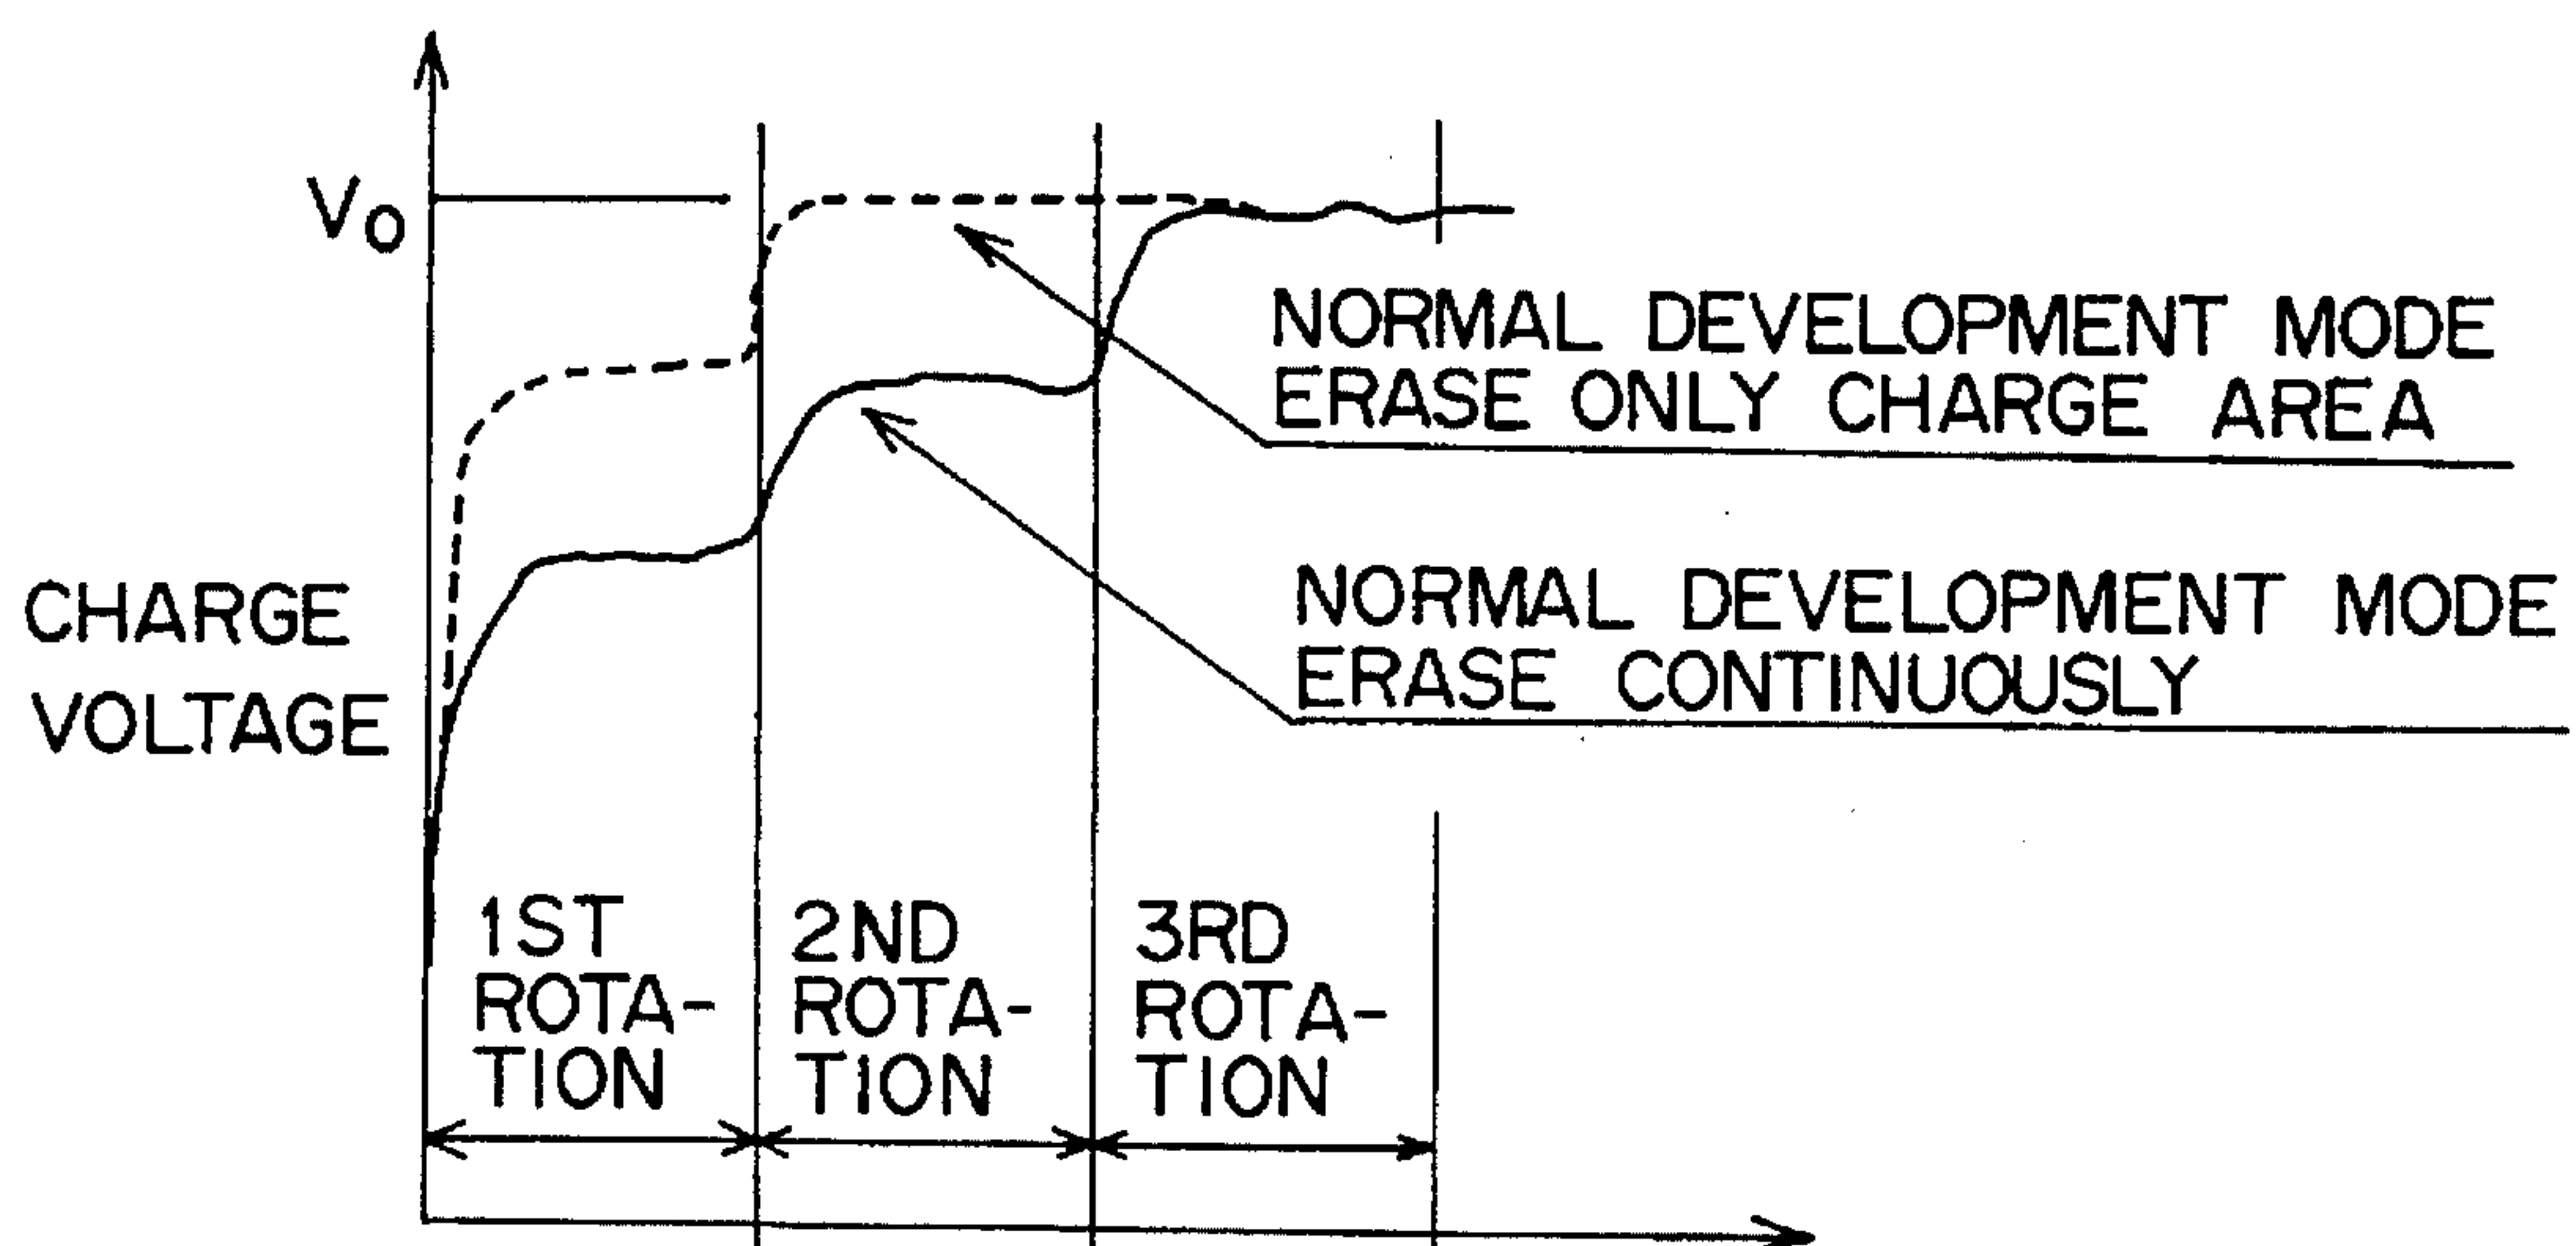 V₀
NORMAL DEVELOPMENT MODE
ERASE ONLY CHARGE AREA
NORMAL DEVELOPMENT MODE
ERASE CONTINUOUSLY
CHARGE
VOLTAGE
1ST
ROTA-
TION
2ND
ROTA-
TION
3RD
ROTA-
TION